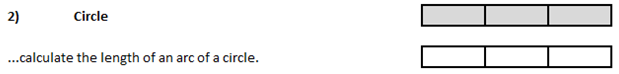 2) Circle
...calculate the length of an arc of a circle.